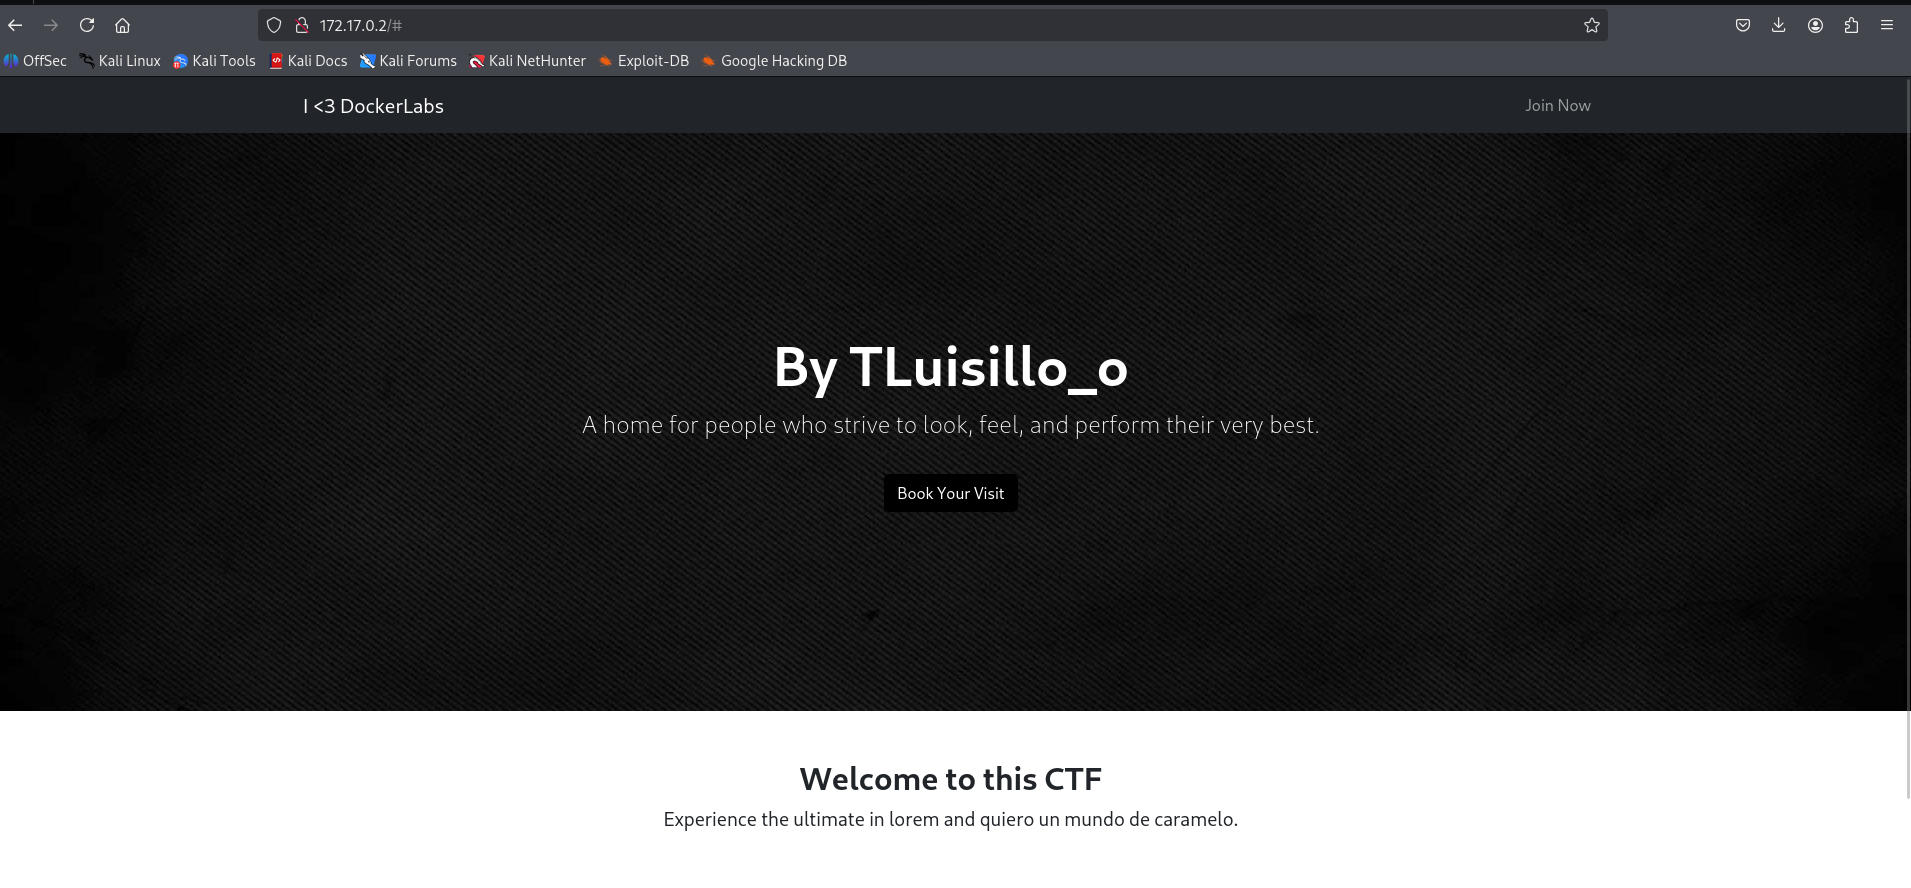 172.17.0.2/#
OffSec Kali Linux Kali Tools Kali Docs Kali Forums Kali NetHunter Exploit-DB Google Hacking DB
I <3 DockerLabs Join Now
By TLuisillo_o
A home for people who strive to look, feel, and perform their very best.
Book Your Visit
Welcome to this CTF
Experience the ultimate in lorem and quiero un mundo de caramelo.